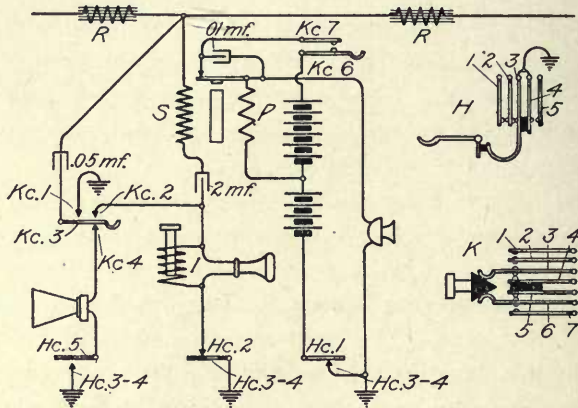 R
R
.01 mf.
Kc 7
Kc 6
S
P
H
1
2
3
4
5
.05 mf.
Kc.1
Kc.2
Kc.3
Kc 4
.2 mf.
I
K
1 2 3 4
5 6 7
Hc.5
Hc.3-4
Hc.2
Hc.3-4
Hc.1
Hc.3-4